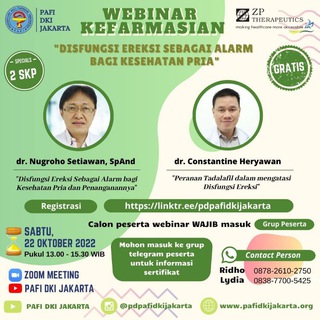 PAFI
DKI
JAKARTA
WEBINAR
KEFARMASIAN
ZP
THERAPEUTICS
making healthcare more accessible
"DISFUNGSI EREKSI SEBAGAI ALARM
BAGI KESEHATAN PRIA"
SPECIALS
2 SKP
GRATIS
dr. Nugroho Setiawan, SpAnd
"Disfungsi Ereksi Sebagai Alarm bagi
Kesehatan Pria dan Penanganannya"
dr. Constantine Heryawan
"Peranan Tadalafil dalam mengatasi
Disfungsi Ereksi"
Registrasi
https://linktr.ee/pdpafidkijakarta
Calon peserta webinar WAJIB masuk
Grup Peserta
SABTU,
22 OKTOBER 2022
Pukul 13.00 - 15.30 WIB
Mohon masuk ke grup
telegram peserta
untuk informasi
sertifikat
Contact Person
Ridho 0878-2610-2750
Lydia 0838-7700-5425
ZOOM MEETING
PAFI DKI JAKARTA
PAFI DKI JAKARTA
@pdpafidkijakarta
www.pafidkijakarta.org